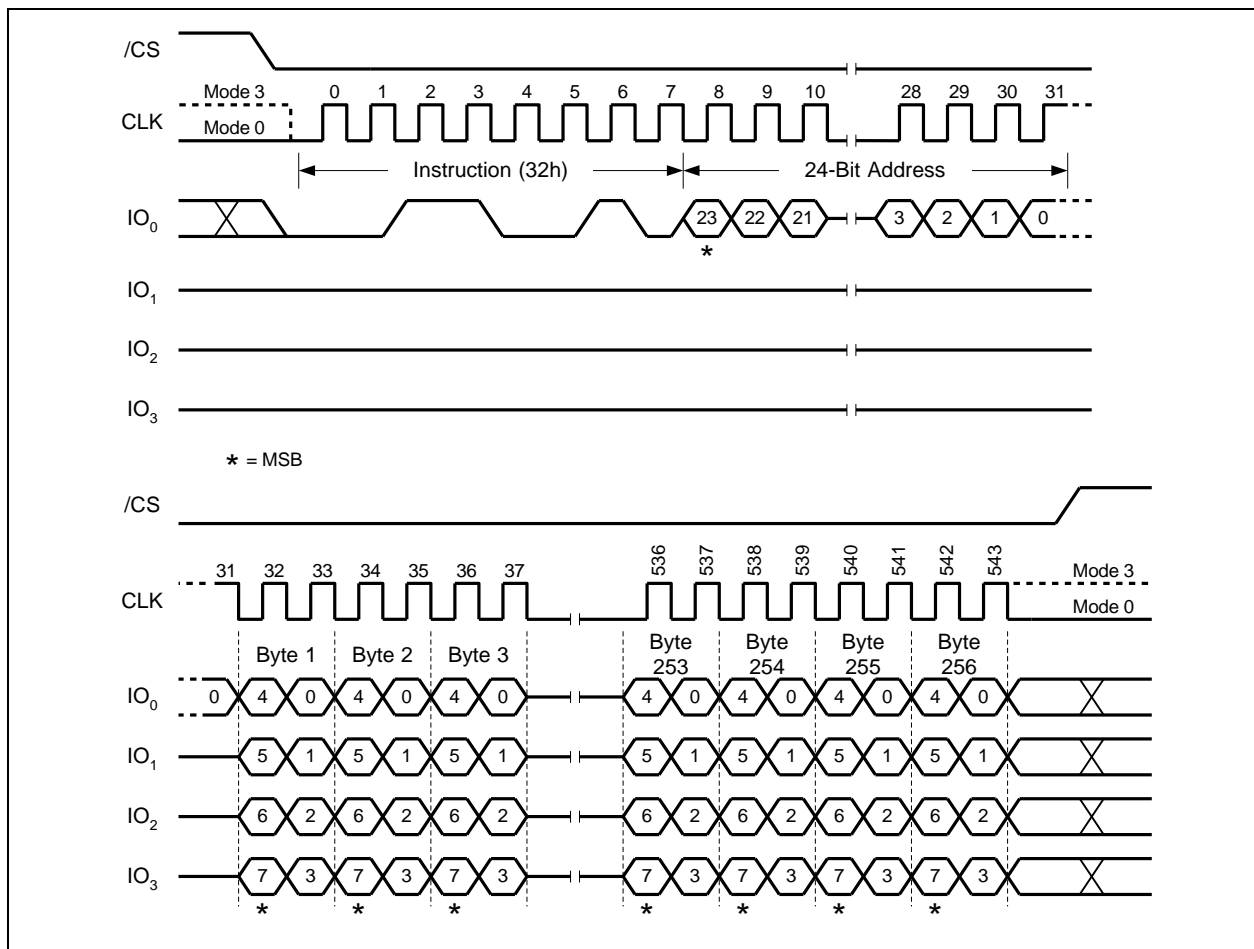 /CS
Mode 3 0 1 2 3 4 5 6 7 8 9 10 28 29 30 31
CLK
Mode 0
Instruction (32h) 24-Bit Address
IO0 23 22 21 3 2 1 0
*
IO1
IO2
IO3
* = MSB
/CS
31 32 33 34 35 36 37 536 537 538 539 540 541 542 543 Mode 3
CLK
Mode 0
Byte 1 Byte 2 Byte 3 Byte 253 Byte 254 Byte 255 Byte 256
IO0 0 4 0 4 0 4 0 4 0 4 0 4 0 4 0
IO1 5 1 5 1 5 1 5 1 5 1 5 1 5 1
IO2 6 2 6 2 6 2 6 2 6 2 6 2 6 2
IO3 7 3 7 3 7 3 7 3 7 3 7 3 7 3
* * * * * * *